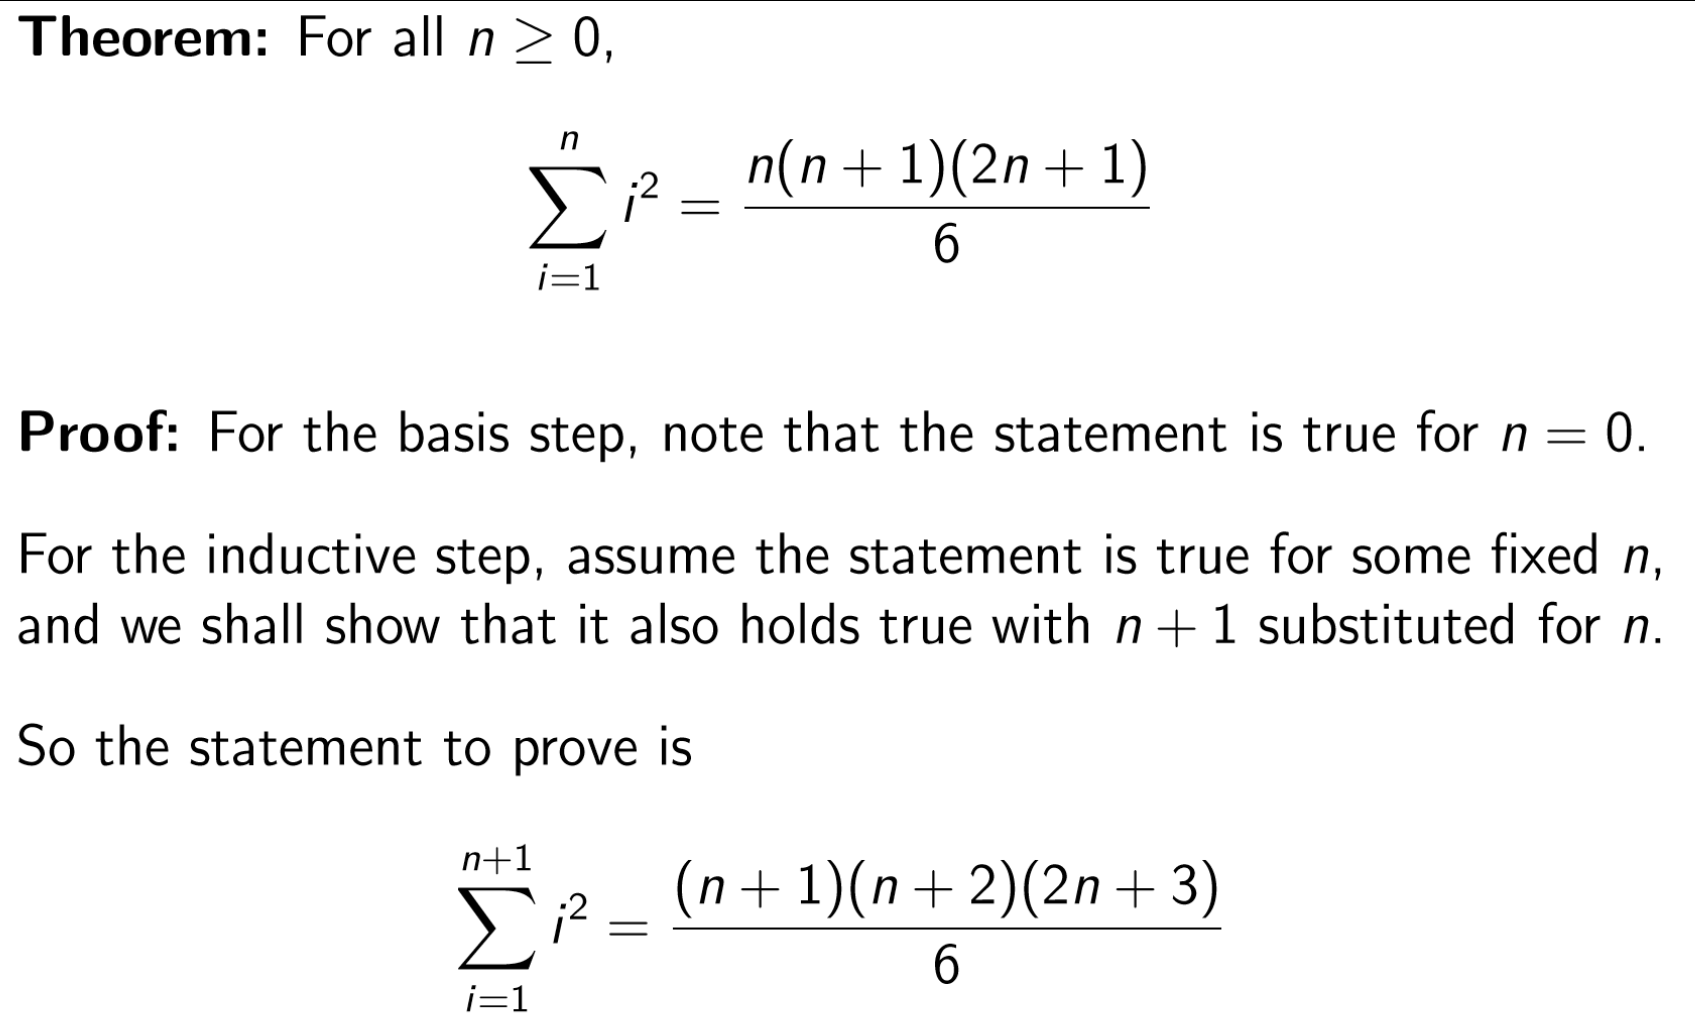 Theorem: For all n ≥ 0,
\sum_{i=1}^{n} i^2 = \frac{n(n+1)(2n+1)}{6}
Proof: For the basis step, note that the statement is true for n = 0.
For the inductive step, assume the statement is true for some fixed n,
and we shall show that it also holds true with n + 1 substituted for n.
So the statement to prove is
\sum_{i=1}^{n+1} i^2 = \frac{(n+1)(n+2)(2n+3)}{6}